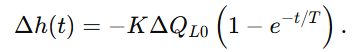 Δh(t) = −KΔQ_{L0} (1 − e^{−t/T}) .